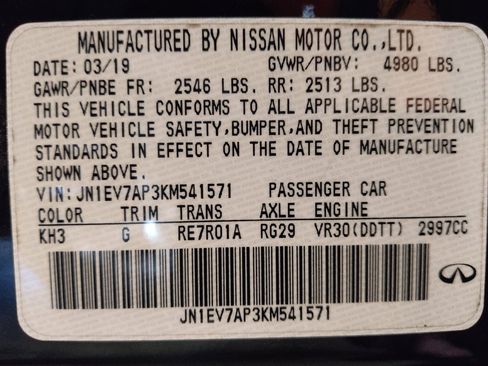 MANUFACTURED BY NISSAN MOTOR CO.,LTD.
DATE: 03/19 GVWR/PNBV: 4980 LBS.
GAWR/PNBE FR: 2546 LBS. RR: 2513 LBS.
THIS VEHICLE CONFORMS TO ALL APPLICABLE FEDERAL
MOTOR VEHICLE SAFETY,BUMPER,AND THEFT PREVENTION
STANDARDS IN EFFECT ON THE DATE OF MANUFACTURE
SHOWN ABOVE.
VIN:JN1EV7AP3KM541571 PASSENGER CAR
COLOR TRIM TRANS AXLE ENGINE
KH3 G RE7R01A RG29 VR30(DDTT) 2997CC
JN1EV7AP3KM541571